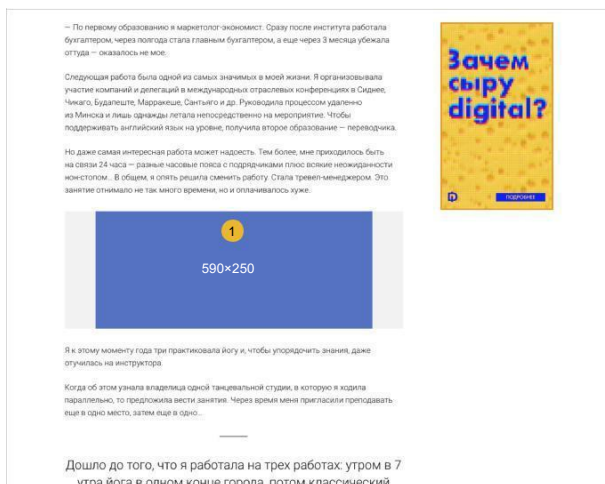 — По первому образованию я маркетолог-экономист. Сразу после института работала
бухгалтером, через полгода стала главным бухгалтером, а еще через 3 месяца убежала
оттуда — оказалось не мое.
Следующая работа была одной из самых значимых в моей жизни. Я организовывала
участие компаний и делегаций в международных отраслевых конференциях в Сиднее,
Чикаго, Будапеште, Марракеше, Сантьяго и др. Руководила процессом удаленно
из Минска и лишь однажды летала непосредственно на мероприятие. Чтобы
поддерживать английский язык на уровне, получила второе образование — переводчика.
Но даже самая интересная работа может надоесть. Тем более, мне приходилось быть
на связи 24 часа — разные часовые пояса с подрядчиками плюс всякие неожиданности
нон-стопом... В общем, я опять решила сменить работу. Стала тревел-менеджером. Это
занятие отнимало не так много времени, но и оплачивалось хуже.
1
590×250
Я к этому моменту года три практиковала йогу и, чтобы упорядочить знания, даже
отучилась на инструктора.
Когда об этом узнала владелица одной танцевальной студии, в которую я ходила
параллельно, то предложила вести занятия. Через время меня пригласили преподавать
еще в одно место, затем еще в одно...
Дошло до того, что я работала на трех работах: утром в 7
утра йога в одном конце города, потом классический
Зачем
сыру
digital?
ПОДРОБНЕЕ